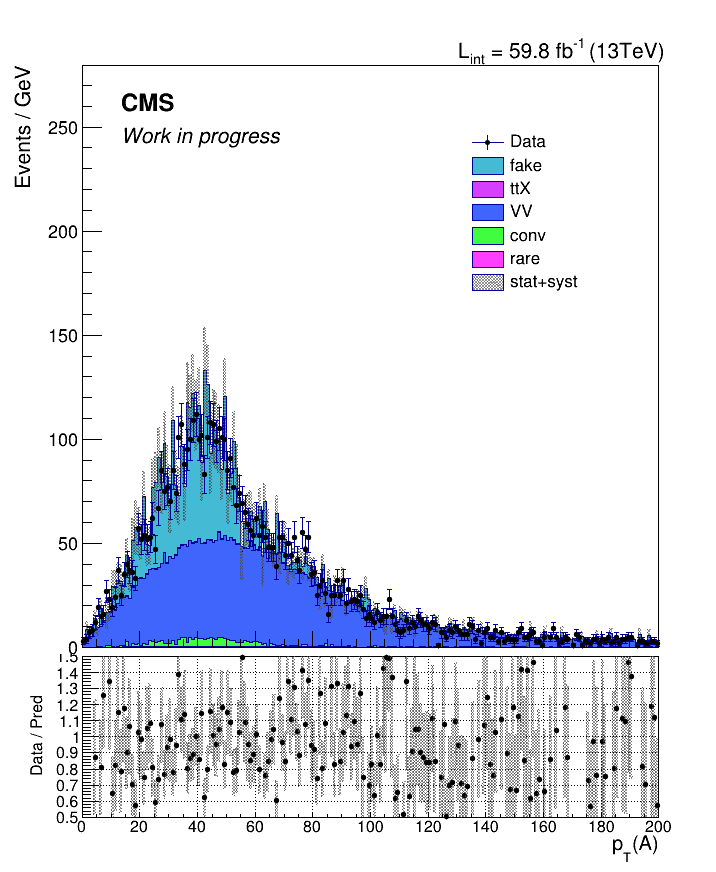 L_int = 59.8 fb^-1 (13TeV)
Events / GeV
CMS
Work in progress
Data
fake
ttX
VV
conv
rare
stat+syst
250
200
150
100
50
0
Data / Pred
1.5
1.4
1.3
1.2
1.1
1
0.9
0.8
0.7
0.6
0.5
0 20 40 60 80 100 120 140 160 180 200
p_T(A)